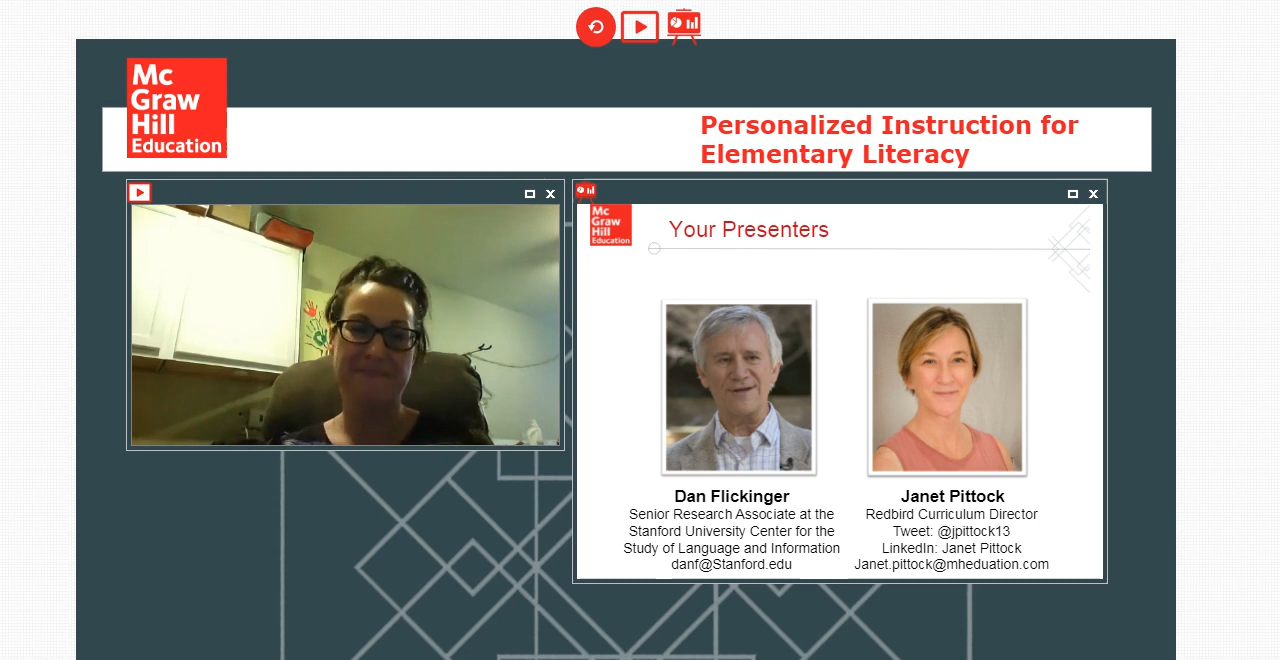 Mc
Graw
Hill
Education
Personalized Instruction for
Elementary Literacy
Mc
Graw
Hill
Education
Your Presenters
Dan Flickinger
Senior Research Associate at the
Stanford University Center for the
Study of Language and Information
danf@Stanford.edu
Janet Pittock
Redbird Curriculum Director
Tweet: @jpittock13
LinkedIn: Janet Pittock
Janet.pittock@mheduation.com